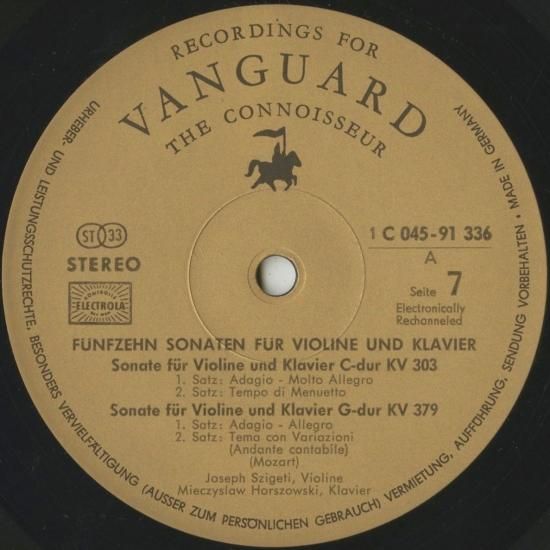 RECORDINGS FOR
VANGUARD
THE CONNOISSEUR
ST 33
STEREO
ELECTROLA
1 C 045-91 336
A
Seite 7
Electronically
Rechanneled
FÜNFZEHN SONATEN FÜR VIOLINE UND KLAVIER
Sonate für Violine und Klavier C-dur KV 303
1. Satz: Adagio - Molto Allegro
2. Satz: Tempo di Menuetto
Sonate für Violine und Klavier G-dur KV 379
1. Satz: Adagio - Allegro
2. Satz: Tema con Variazioni
(Andante cantabile)
(Mozart)
Joseph Szigeti, Violine
Mieczyslaw Horszowski, Klavier
URHEBER- UND LEISTUNGSSCHUTZRECHTE, BESONDERS VERVIELFÄLTIGUNG (AUSSER ZUM PERSÖNLICHEN GEBRAUCH) VERMIETUNG, AUFFÜHRUNG, SENDUNG VORBEHALTEN • MADE IN GERMANY